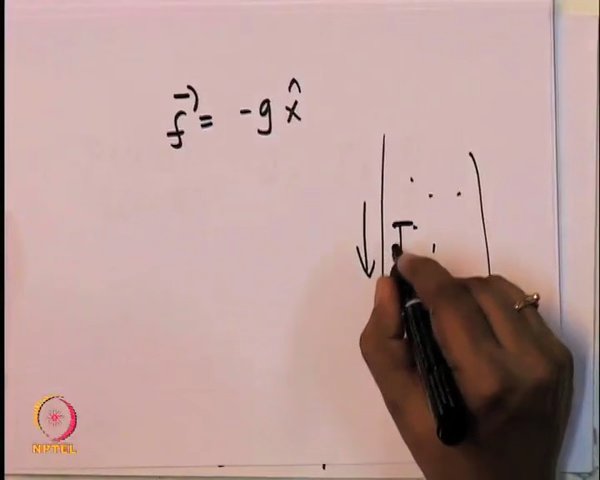 f⃗ = -g x̂
T
NPTEL